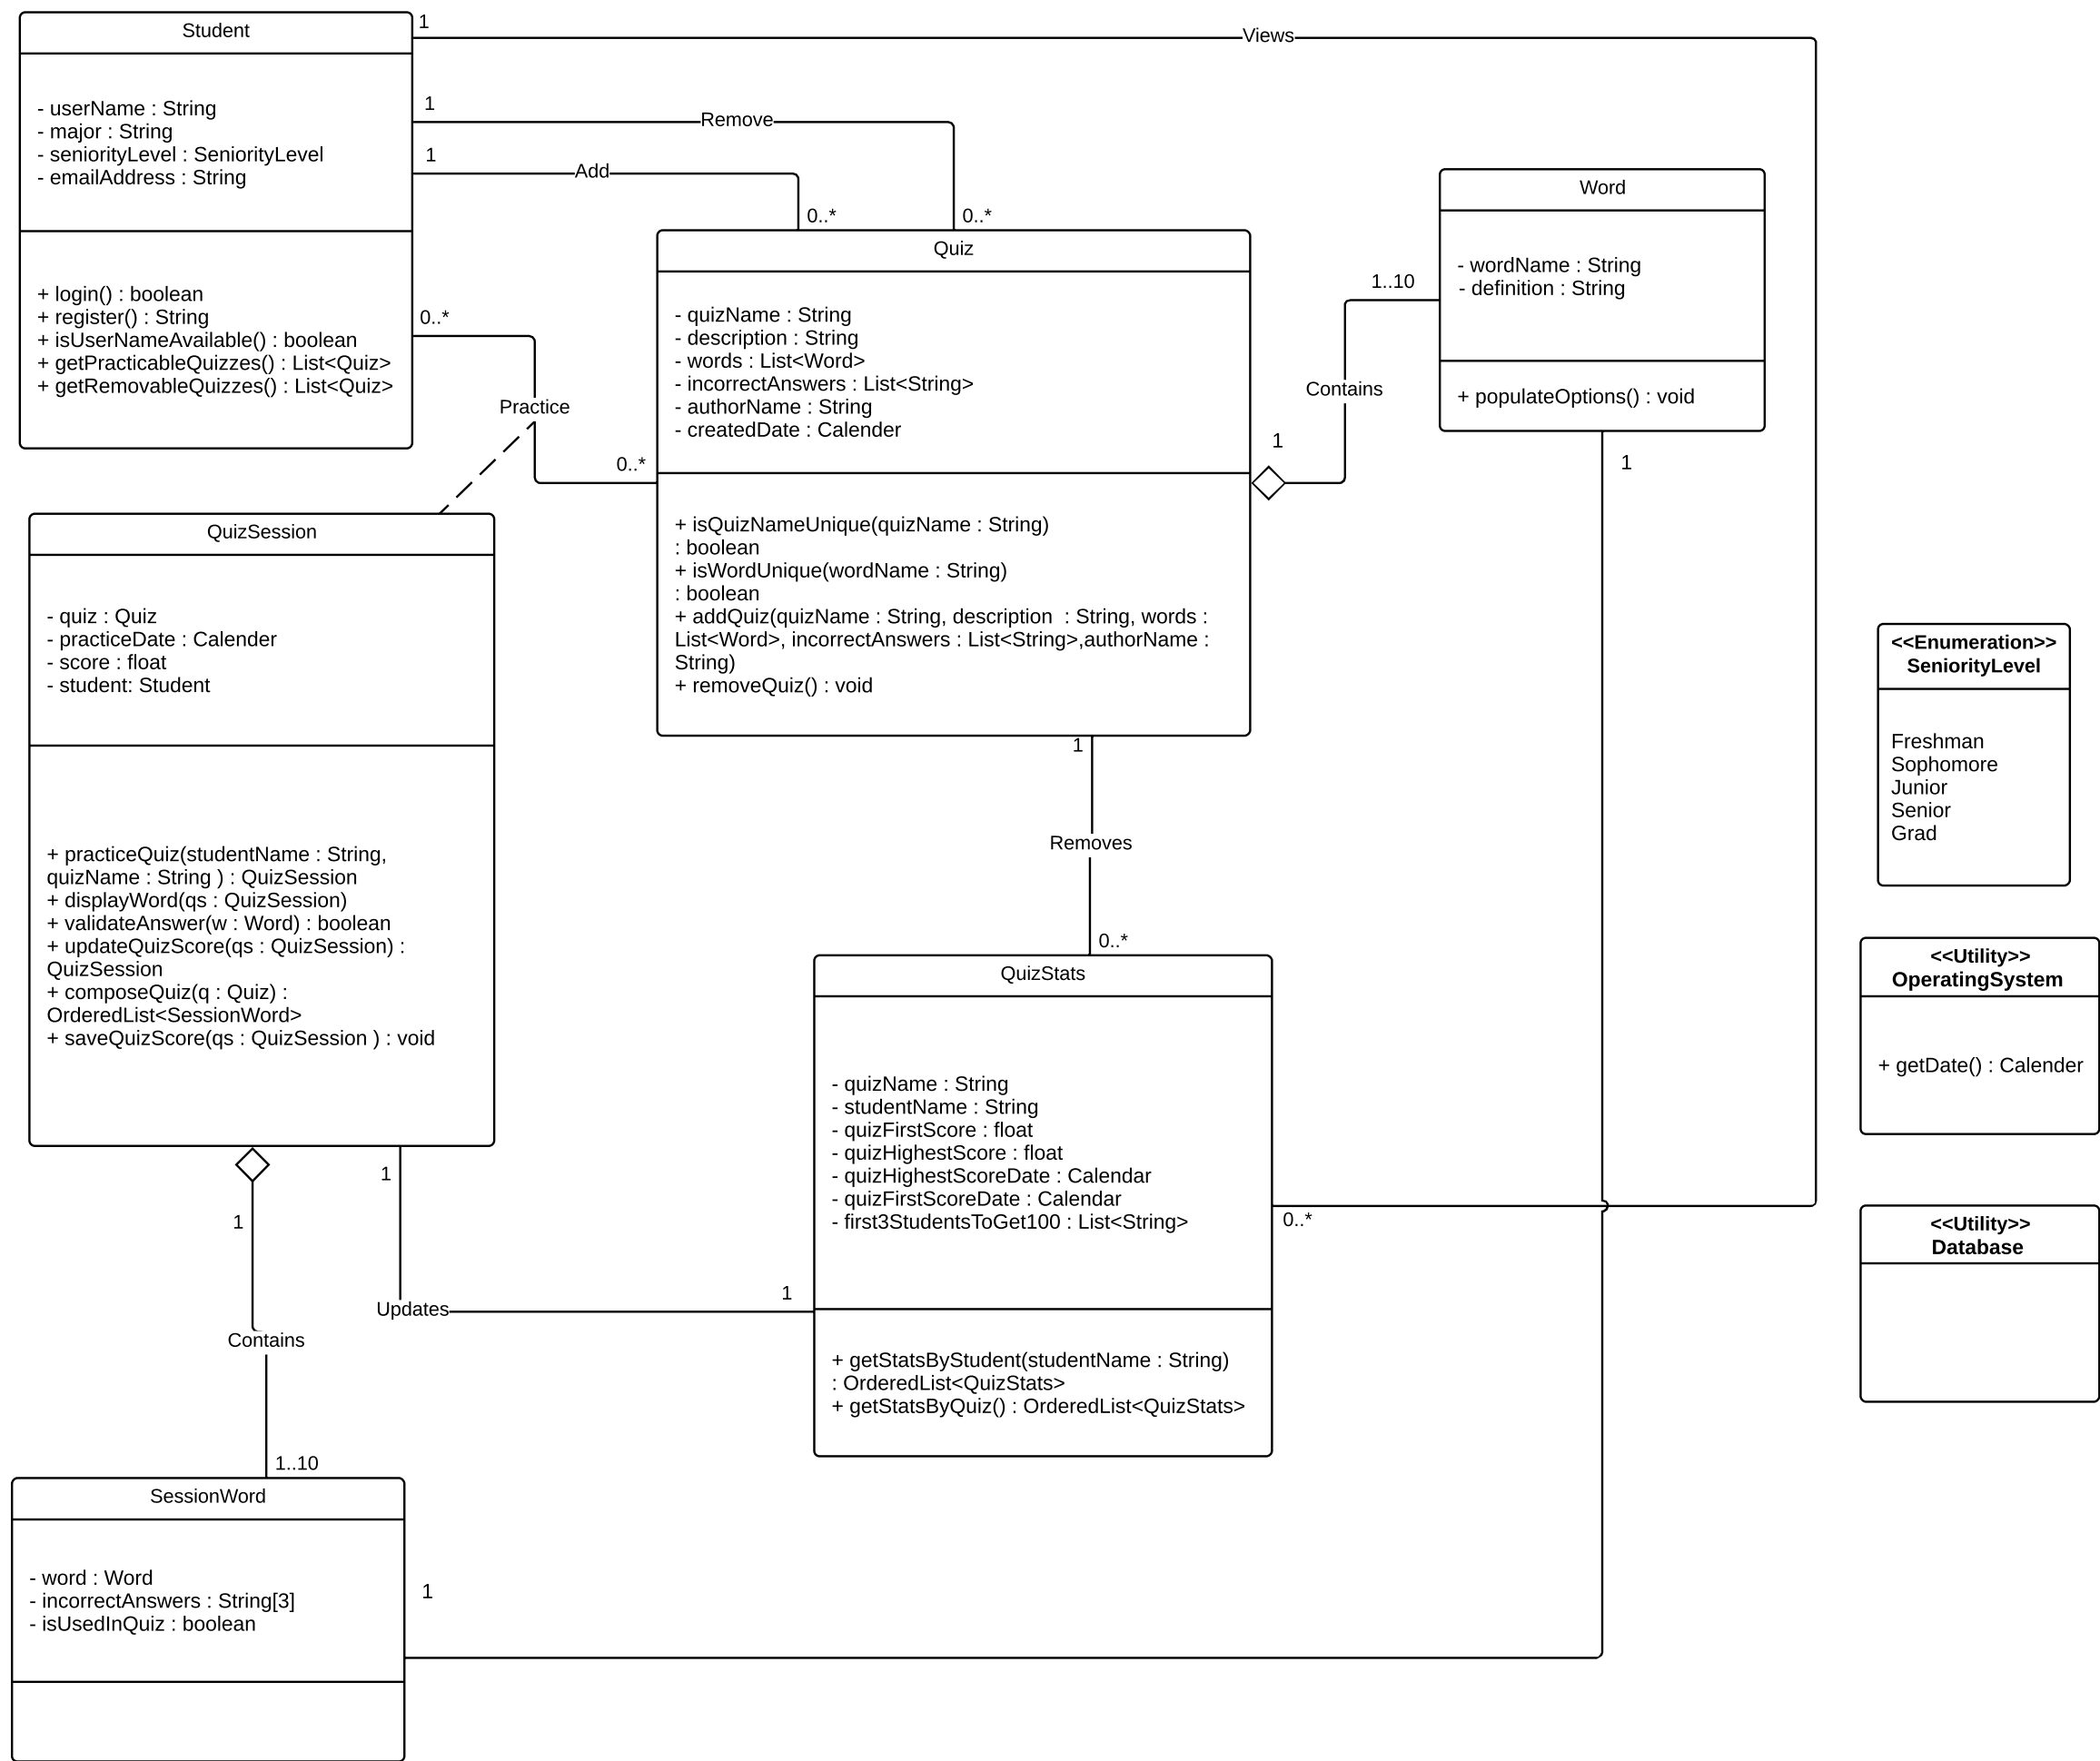 Student
- userName : String
- major : String
- seniorityLevel : SeniorityLevel
- emailAddress : String
+ login() : boolean
+ register() : String
+ isUserNameAvailable() : boolean
+ getPracticableQuizzes() : List<Quiz>
+ getRemovableQuizzes() : List<Quiz>
1
Views
1
Remove
1
Add
0..*
0..*
0..*
Practice
0..*
Quiz
- quizName : String
- description : String
- words : List<Word>
- incorrectAnswers : List<String>
- authorName : String
- createdDate : Calender
+ isQuizNameUnique(quizName : String)
: boolean
+ isWordUnique(wordName : String)
: boolean
+ addQuiz(quizName : String, description  : String, words :
List<Word>, incorrectAnswers : List<String>,authorName :
String)
+ removeQuiz() : void
Word
- wordName : String
- definition : String
+ populateOptions() : void
1..10
Contains
1
1
QuizSession
- quiz : Quiz
- practiceDate : Calender
- score : float
- student: Student
+ practiceQuiz(studentName : String,
quizName : String ) : QuizSession
+ displayWord(qs : QuizSession)
+ validateAnswer(w : Word) : boolean
+ updateQuizScore(qs : QuizSession) :
QuizSession
+ composeQuiz(q : Quiz) :
OrderedList<SessionWord>
+ saveQuizScore(qs : QuizSession ) : void
1
Removes
0..*
QuizStats
- quizName : String
- studentName : String
- quizFirstScore : float
- quizHighestScore : float
- quizHighestScoreDate : Calendar
- quizFirstScoreDate : Calendar
- first3StudentsToGet100 : List<String>
+ getStatsByStudent(studentName : String)
: OrderedList<QuizStats>
+ getStatsByQuiz() : OrderedList<QuizStats>
0..*
<<Enumeration>>
SeniorityLevel
Freshman
Sophomore
Junior
Senior
Grad
<<Utility>>
OperatingSystem
+ getDate() : Calender
<<Utility>>
Database
1
1
Updates
1
Contains
1..10
SessionWord
- word : Word
- incorrectAnswers : String[3]
- isUsedInQuiz : boolean
1